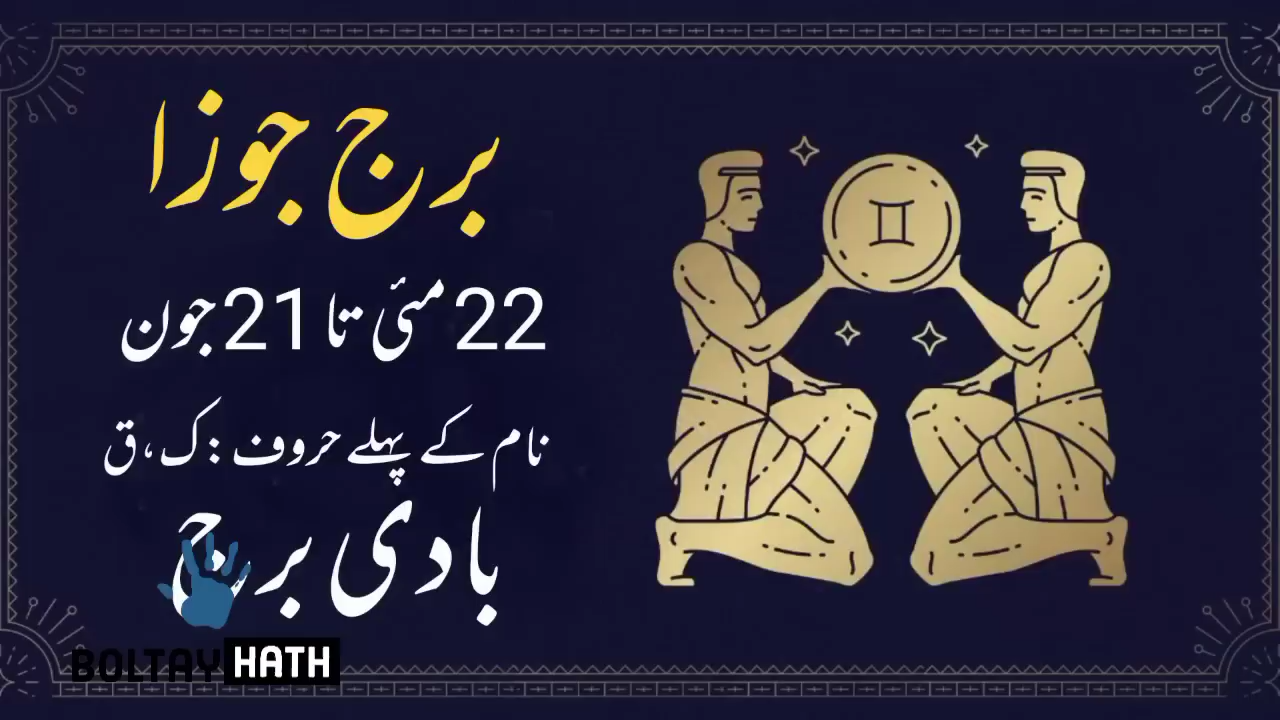 برج جوزا
22 مئی تا 21 جون
نام کے پہلے حروف : ک، ق
بادی برج
BOLTAY HATH